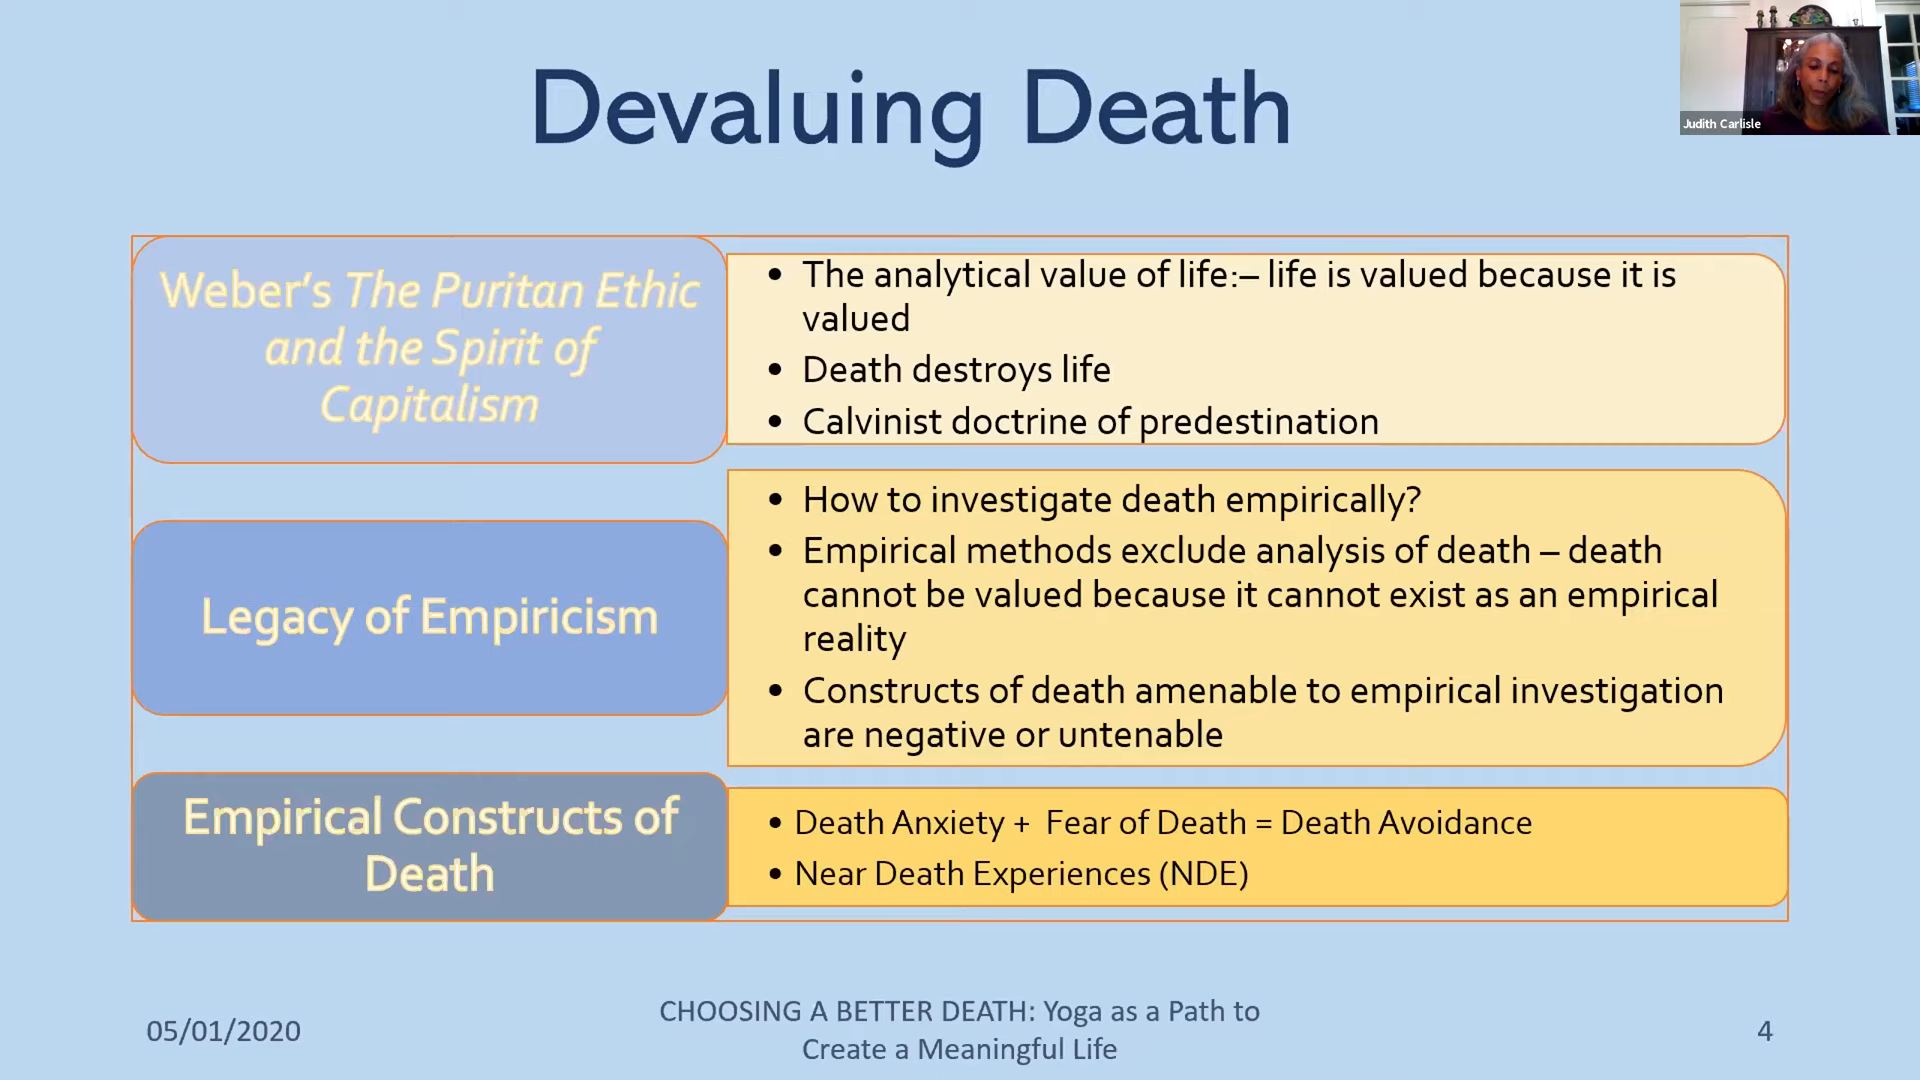 Devaluing Death
Judith Carlisle
Weber’s The Puritan Ethic
and the Spirit of
Capitalism
• The analytical value of life:– life is valued because it is
valued
• Death destroys life
• Calvinist doctrine of predestination
Legacy of Empiricism
• How to investigate death empirically?
• Empirical methods exclude analysis of death – death
cannot be valued because it cannot exist as an empirical
reality
• Constructs of death amenable to empirical investigation
are negative or untenable
Empirical Constructs of
Death
• Death Anxiety + Fear of Death = Death Avoidance
• Near Death Experiences (NDE)
05/01/2020
CHOOSING A BETTER DEATH: Yoga as a Path to
Create a Meaningful Life
4